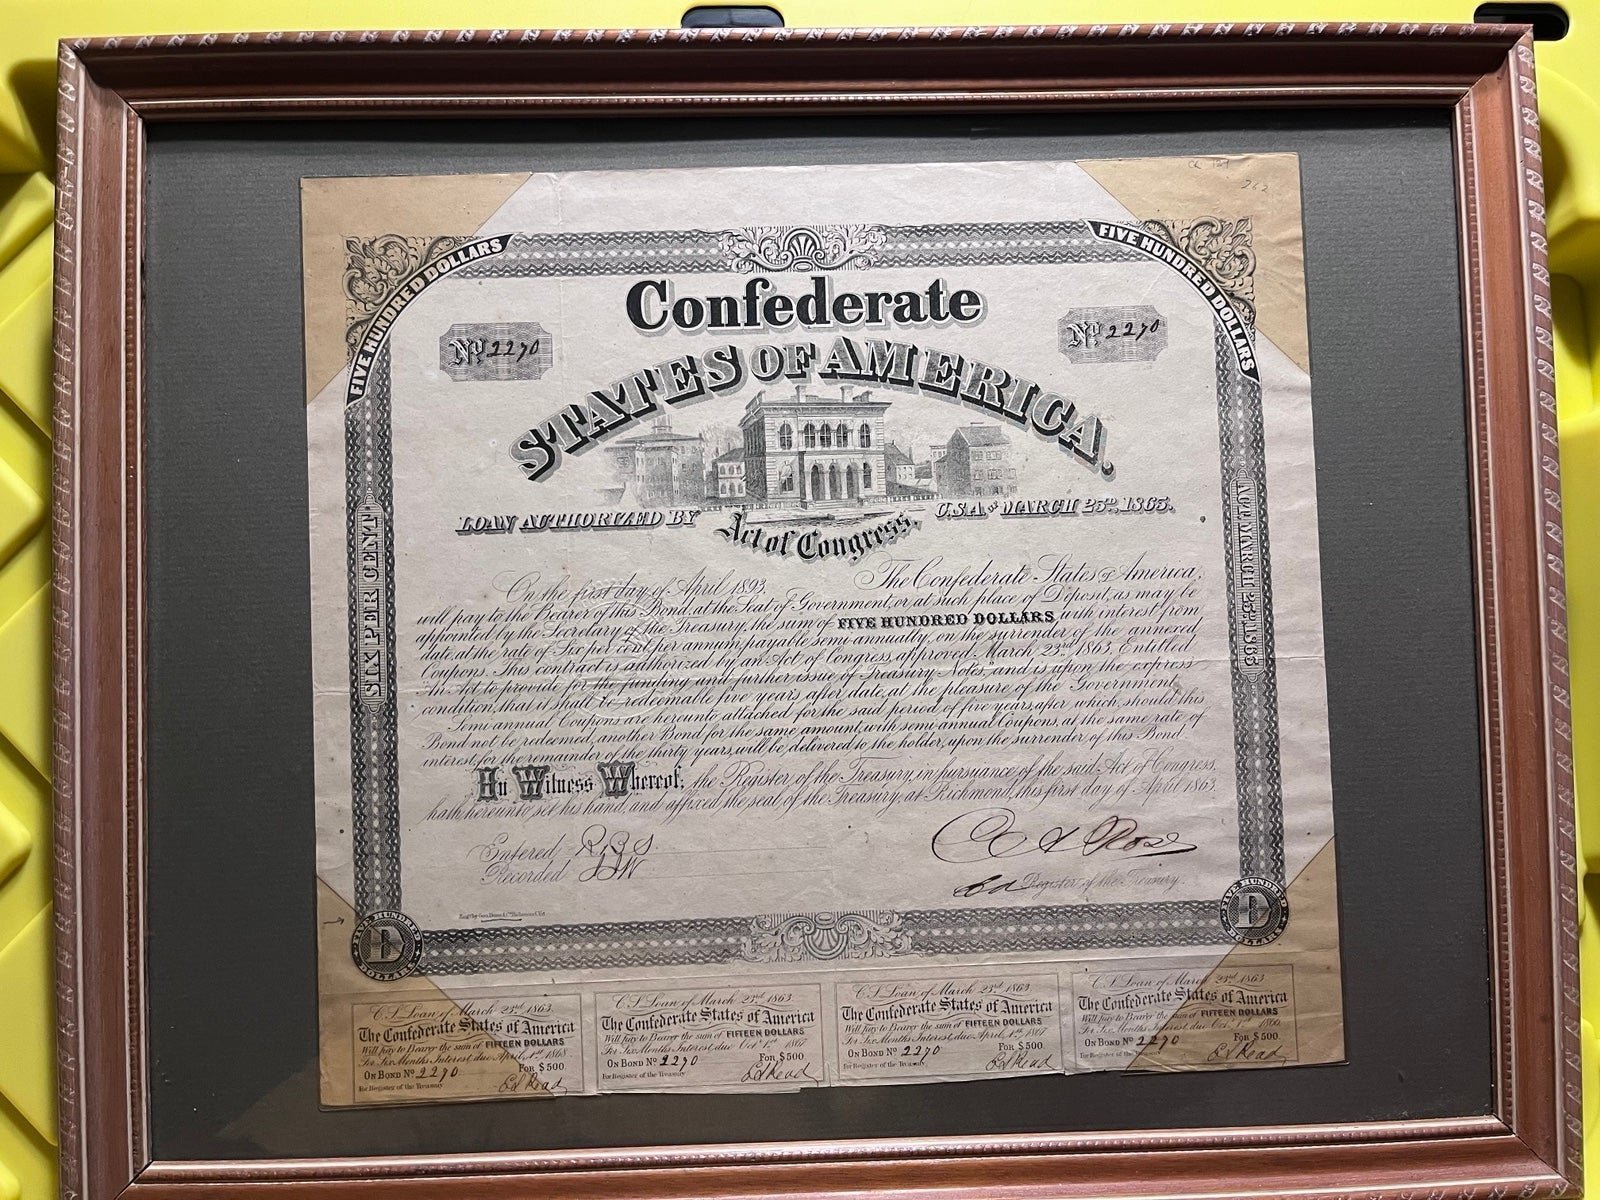 FIVE HUNDRED DOLLARS
FIVE HUNDRED DOLLARS
Confederate
STATES OF AMERICA.
No 2270
No 2270
LOAN AUTHORIZED BY Act of Congress, C.S.A. OF MARCH 23RD, 1863.
SIX PER CENT
ACT MARCH 23RD, 1863
On the first day of April 1893. The Confederate States of America,
will pay to the Bearer of this Bond, at the Seat of Government, or at such place of Deposit, as may be
appointed by the Secretary of the Treasury, the sum of FIVE HUNDRED DOLLARS, with interest from
date, at the rate of Six per cent. per annum, payable semi-annually, on the surrender of the annexed
Coupons. This contract is authorized by an Act of Congress, approved March 23rd 1863, Entitled
"An Act to provide for the funding and further issue of Treasury Notes," and is upon the express
condition, that it shall be redeemable five years after date, at the pleasure of the Government
Semi-annual Coupons are hereunto attached for the said period of five years, after which, should this
Bond not be redeemed, another Bond for the same amount, with semi-annual Coupons, at the same rate of
interest, for the remainder of the thirty years, will be delivered to the holder, upon the surrender of this Bond.
In Witness Whereof, the Register of the Treasury, in pursuance of the said Act of Congress,
hath hereunto set his hand, and affixed the seal of the Treasury, at Richmond, this first day of April 1863.
Entered
Recorded
Rose
Register of the Treasury.
FIVE HUNDRED D DOLLARS
FIVE HUNDRED D DOLLARS
C.S. Loan of March 23rd 1863.
The Confederate States of America
Will pay to Bearer the sum of FIFTEEN DOLLARS
For Six Months Interest, due April, 1st 1868
ON BOND No 2270 FOR $500
For Register of the Treasury Read
C.S. Loan of March 23rd 1863.
The Confederate States of America
Will pay to Bearer the sum of FIFTEEN DOLLARS
For Six Months Interest, due Oct 1st 1867
ON BOND No 2270 FOR $500
For Register of the Treasury Read
C.S. Loan of March 23rd 1863.
The Confederate States of America
Will pay to Bearer the sum of FIFTEEN DOLLARS
For Six Months Interest, due April, 1st 1867
ON BOND No 2270 FOR $500
For Register of the Treasury Read
C.S. Loan of March 23rd 1863
The Confederate States of America
Will pay to Bearer the sum of FIFTEEN DOLLARS
For Six Months Interest due Oct 1st 1866
ON BOND No 2270 FOR $500.
For Register of the Treasury Read